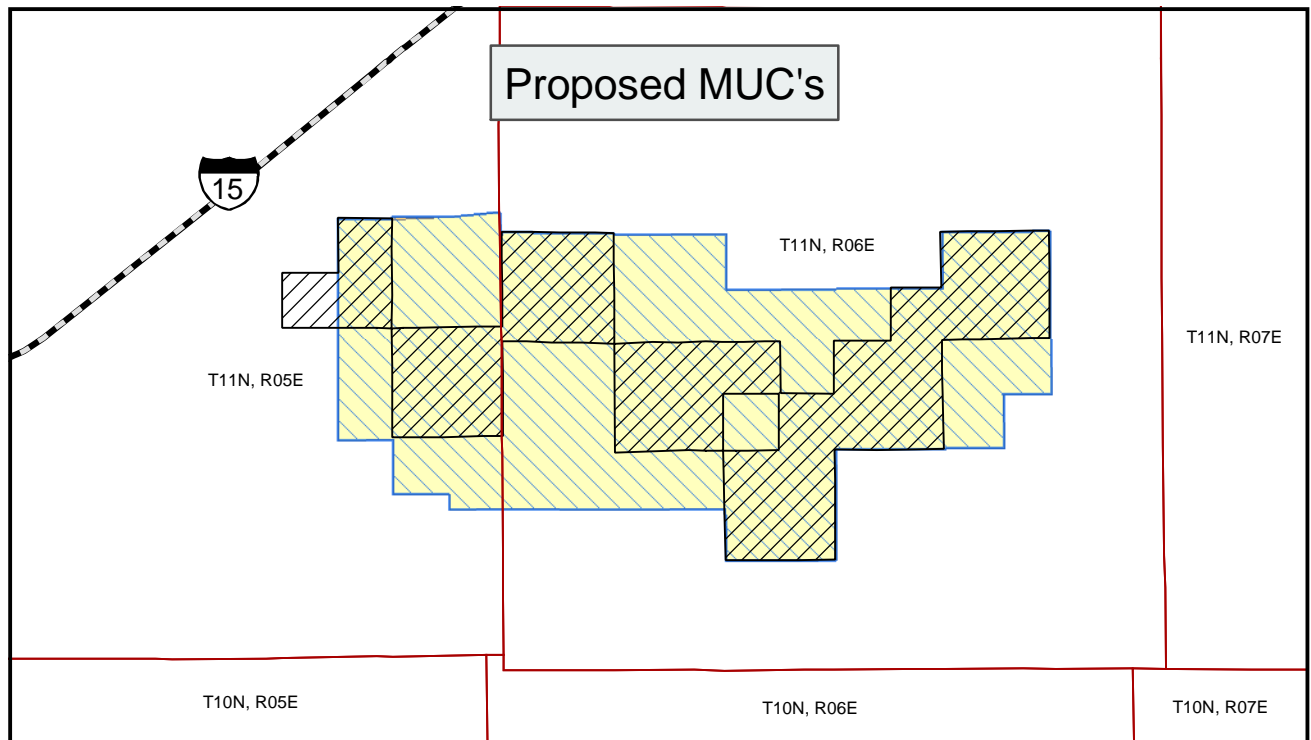 Proposed MUC's
15
T11N, R06E
T11N, R07E
T11N, R05E
T10N, R05E
T10N, R06E
T10N, R07E